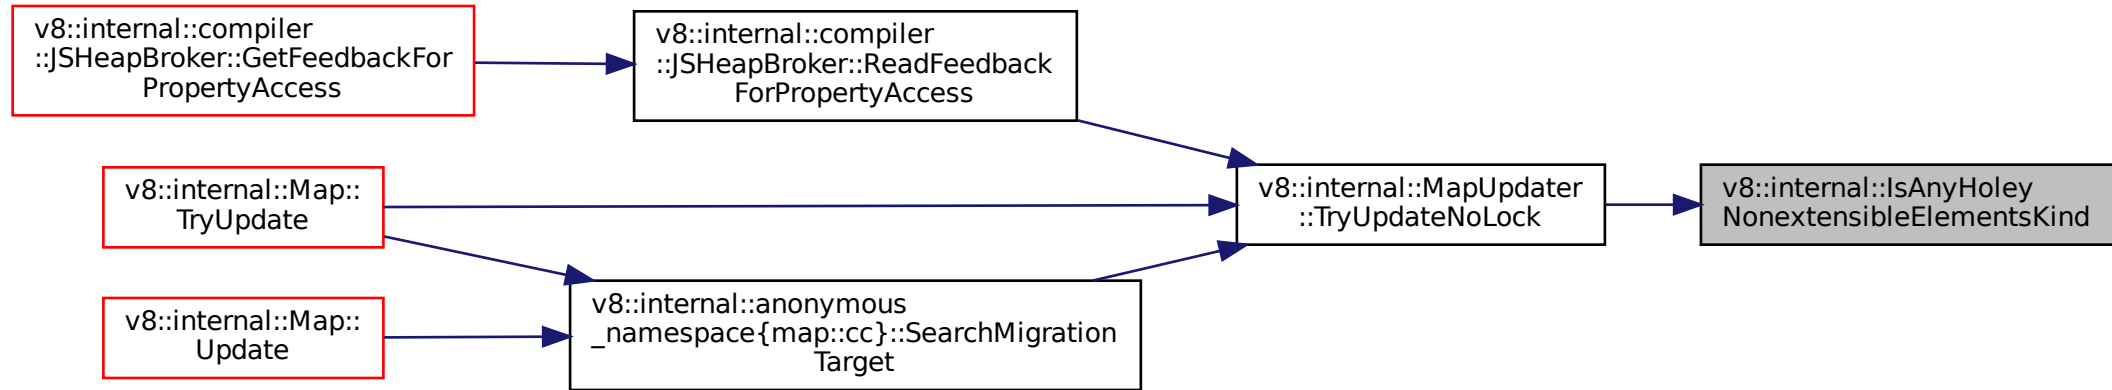 v8::internal::compiler
::JSHeapBroker::GetFeedbackFor
PropertyAccess
v8::internal::compiler
::JSHeapBroker::ReadFeedback
ForPropertyAccess
v8::internal::Map::
TryUpdate
v8::internal::MapUpdater
::TryUpdateNoLock
v8::internal::IsAnyHoley
NonextensibleElementsKind
v8::internal::Map::
Update
v8::internal::anonymous
_namespace{map::cc}::SearchMigration
Target